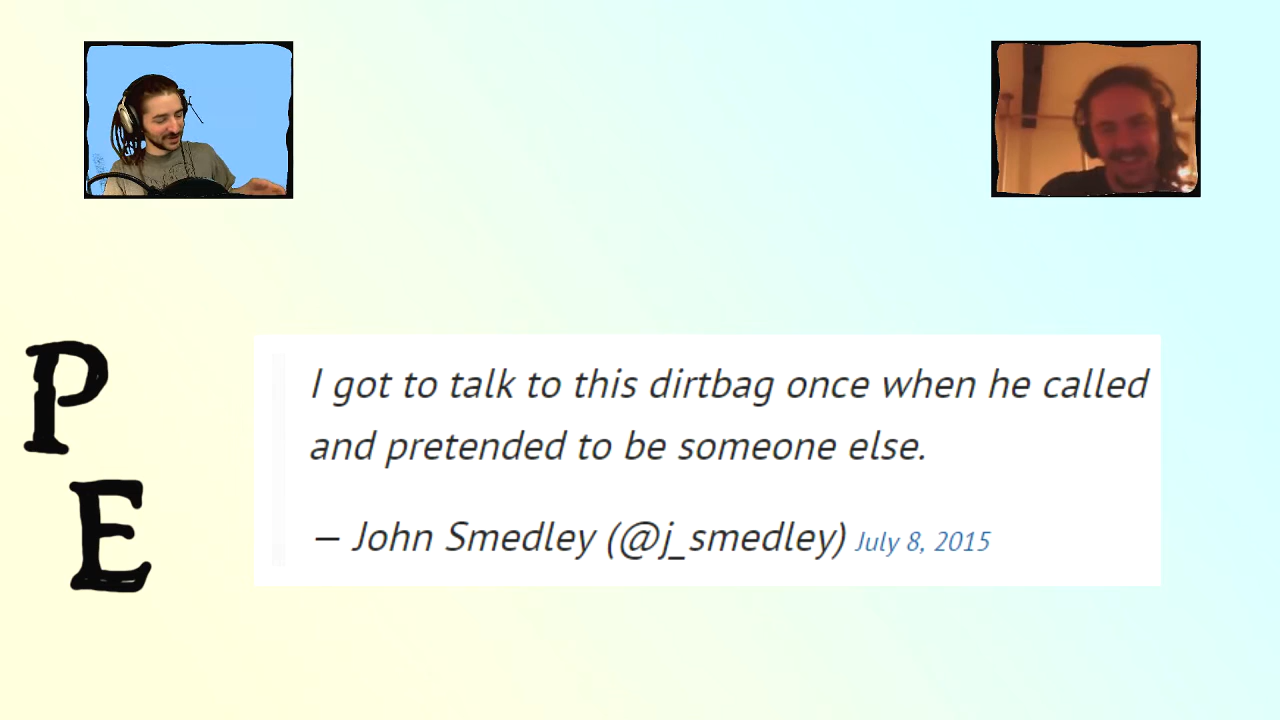 P
E
I got to talk to this dirtbag once when he called
and pretended to be someone else.
— John Smedley (@j_smedley) July 8, 2015